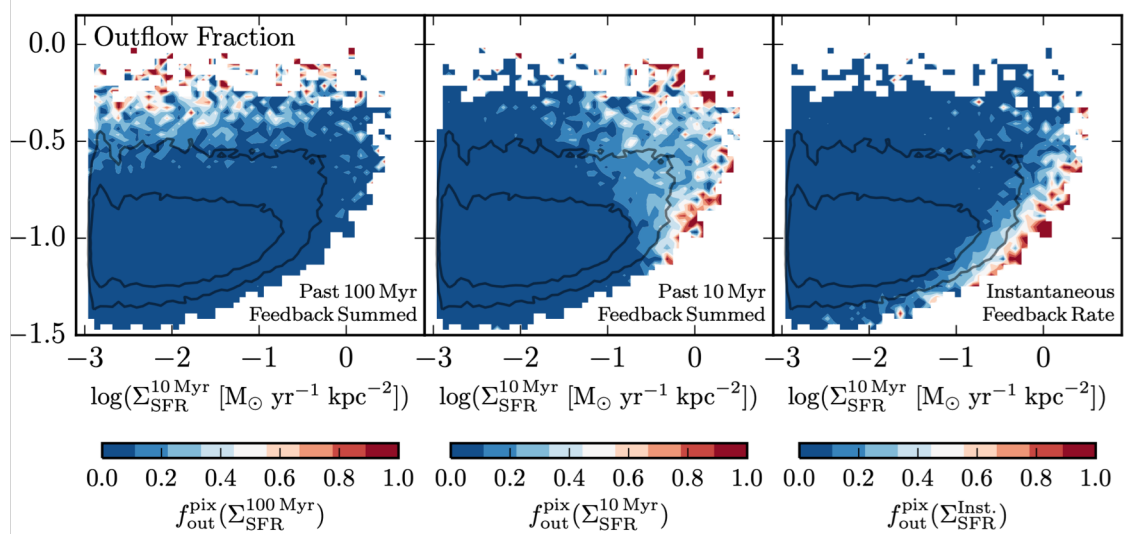 Outflow Fraction
0.0
−0.5
−1.0
−1.5
Past 100 Myr
Feedback Summed
Past 10 Myr
Feedback Summed
Instantaneous
Feedback Rate
−3 −2 −1 0 −3 −2 −1 0 −3 −2 −1 0
log(Σ_SFR^10 Myr [M⊙ yr⁻¹ kpc⁻²]) log(Σ_SFR^10 Myr [M⊙ yr⁻¹ kpc⁻²]) log(Σ_SFR^10 Myr [M⊙ yr⁻¹ kpc⁻²])
0.0 0.2 0.4 0.6 0.8 1.0 0.0 0.2 0.4 0.6 0.8 1.0 0.0 0.2 0.4 0.6 0.8 1.0
f_out^pix(Σ_SFR^100 Myr) f_out^pix(Σ_SFR^10 Myr) f_out^pix(Σ_SFR^Inst.)